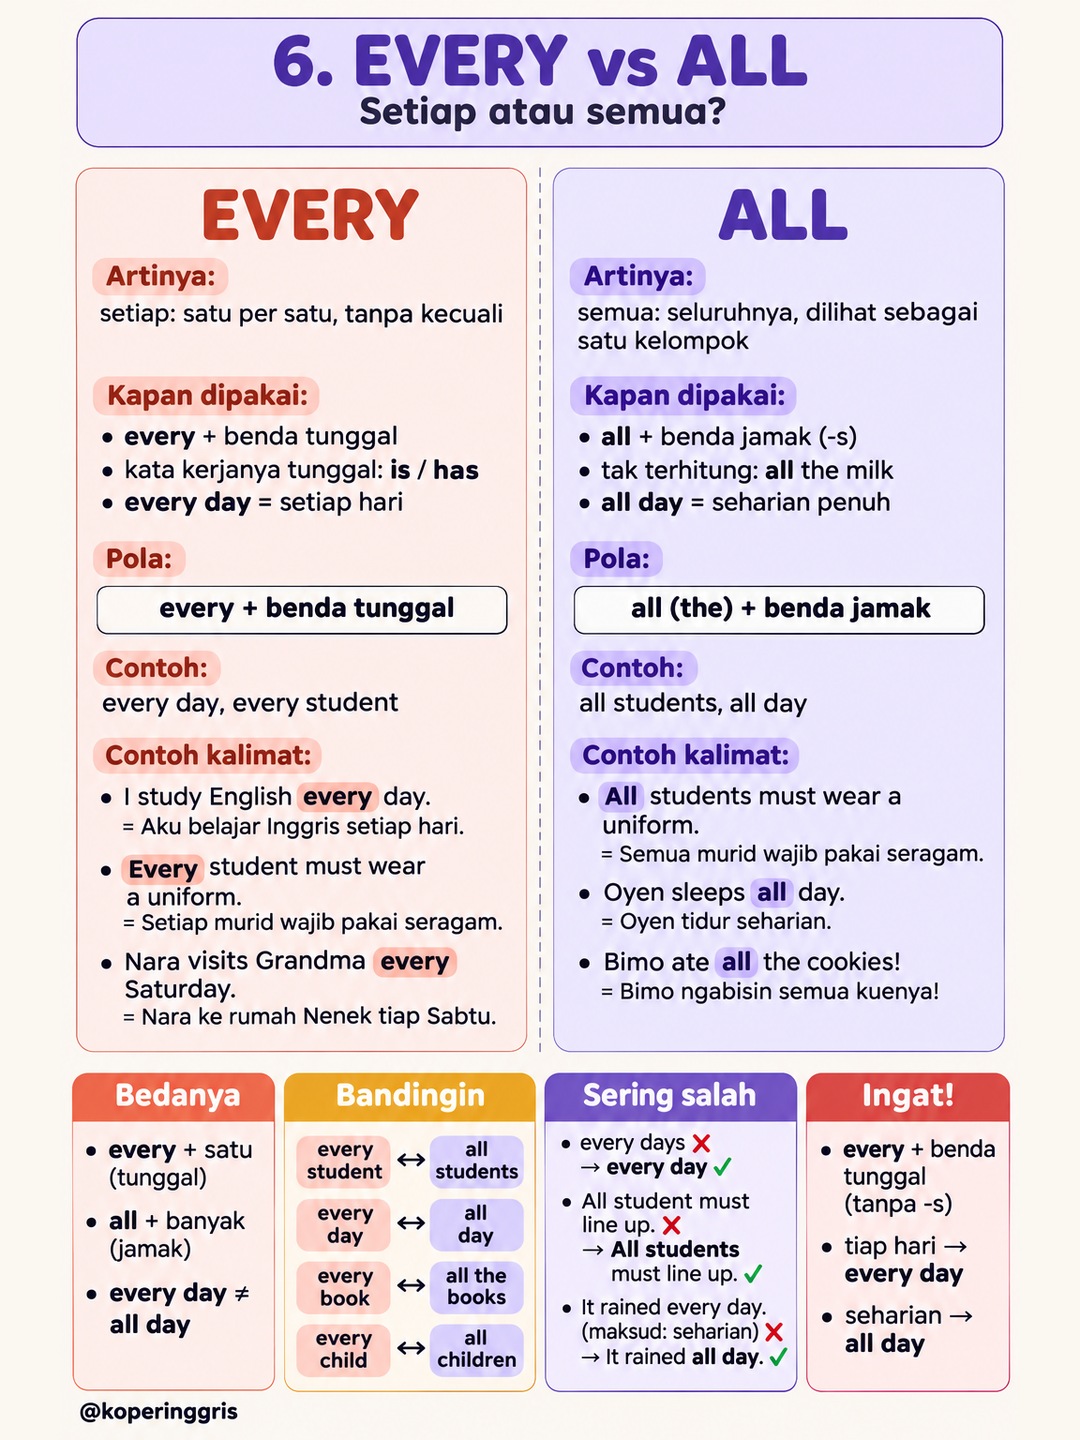 6. EVERY vs ALL
Setiap atau semua?
EVERY
Artinya:
setiap: satu per satu, tanpa kecuali
Kapan dipakai:
• every + benda tunggal
• kata kerjanya tunggal: is / has
• every day = setiap hari
Pola:
every + benda tunggal
Contoh:
every day, every student
Contoh kalimat:
• I study English every day.
= Aku belajar Inggris setiap hari.
• Every student must wear
a uniform.
= Setiap murid wajib pakai seragam.
• Nara visits Grandma every
Saturday.
= Nara ke rumah Nenek tiap Sabtu.
ALL
Artinya:
semua: seluruhnya, dilihat sebagai
satu kelompok
Kapan dipakai:
• all + benda jamak (-s)
• tak terhitung: all the milk
• all day = seharian penuh
Pola:
all (the) + benda jamak
Contoh:
all students, all day
Contoh kalimat:
• All students must wear a
uniform.
= Semua murid wajib pakai seragam.
• Oyen sleeps all day.
= Oyen tidur seharian.
• Bimo ate all the cookies!
= Bimo ngabisin semua kuenya!
Bedanya
• every + satu
(tunggal)
• all + banyak
(jamak)
• every day ≠
all day
Bandingin
every student ↔ all students
every day ↔ all day
every book ↔ all the books
every child ↔ all children
Sering salah
• every days ❌
→ every day ✓
• All student must
line up. ❌
→ All students
must line up. ✓
• It rained every day.
(maksud: seharian) ❌
→ It rained all day. ✓
Ingat!
• every + benda
tunggal
(tanpa -s)
• tiap hari →
every day
• seharian →
all day
@koperinggris